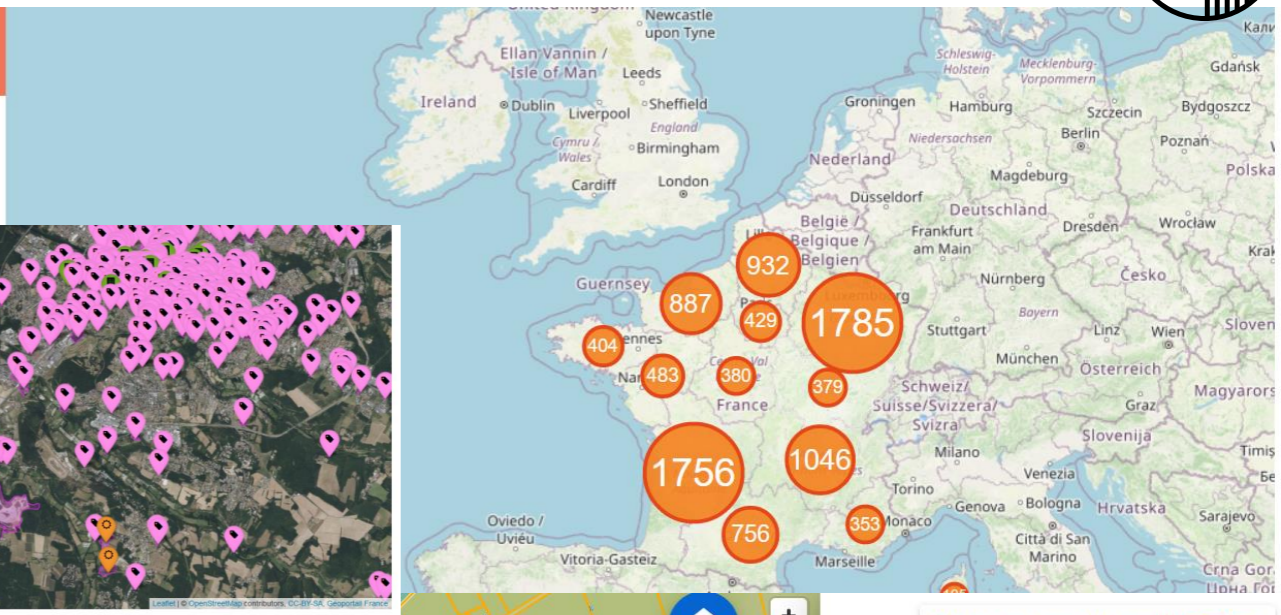 Newcastle
upon Tyne
Ellan Vannin /
Isle of Man
Leeds
Ireland
Dublin
Liverpool
Sheffield
England
Cymru /
Wales
Birmingham
Cardiff
London
Schleswig-
Holstein
Mecklenburg-
Vorpommern
Gdańsk
Groningen
Hamburg
Szczecin
Bydgoszcz
Niedersachsen
Berlin
Poznań
Nederland
Magdeburg
Polska
Düsseldorf
Deutschland
België /
Belgique /
Belgien
Frankfurt
am Main
Dresden
Wrocław
932
Guernsey
Nürnberg
Česko
887
429
1785
Bayern
Stuttgart
Linz
Wien
404
483
380
379
München
Österreich
France
Schweiz/
Suisse/Svizzera/
Svizra
Graz
Slovenija
1756
1046
Milano
Venezia
Torino
Genova
Bologna
Hrvatska
Sarajevo
756
353
Monaco
Oviedo /
Uviéu
Vitoria-Gasteiz
Marseille
Città di San
Marino
Leaflet | © OpenStreetMap contributors, CC-BY-SA, Geoportail France
+